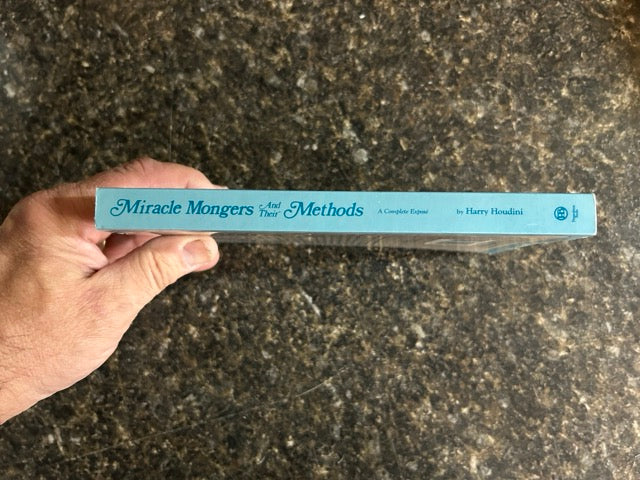 Miracle Mongers And Their Methods A Complete Exposé by Harry Houdini